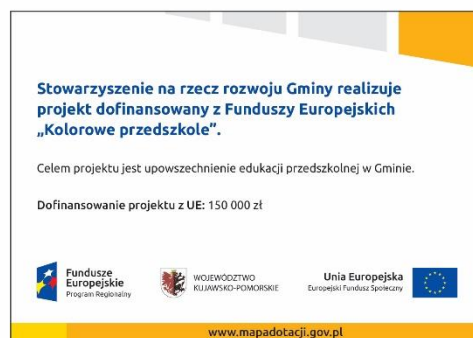 Stowarzyszenie na rzecz rozwoju Gminy realizuje
projekt dofinansowany z Funduszy Europejskich
„Kolorowe przedszkole”.
Celem projektu jest upowszechnienie edukacji przedszkolnej w Gminie.
Dofinansowanie projektu z UE: 150 000 zł
Fundusze
Europejskie
Program Regionalny
WOJEWÓDZTWO
KUJAWSKO-POMORSKIE
Unia Europejska
Europejski Fundusz Społeczny
www.mapadotacji.gov.pl